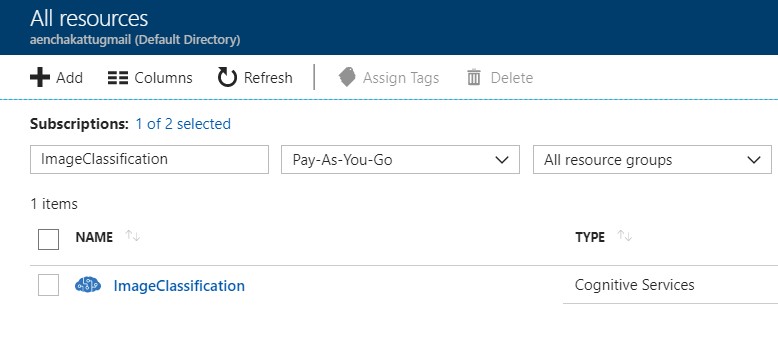 All resources
aenchakattugmail (Default Directory)
Add Columns Refresh Assign Tags Delete
Subscriptions: 1 of 2 selected
ImageClassification Pay-As-You-Go All resource groups
1 items
NAME TYPE
ImageClassification Cognitive Services